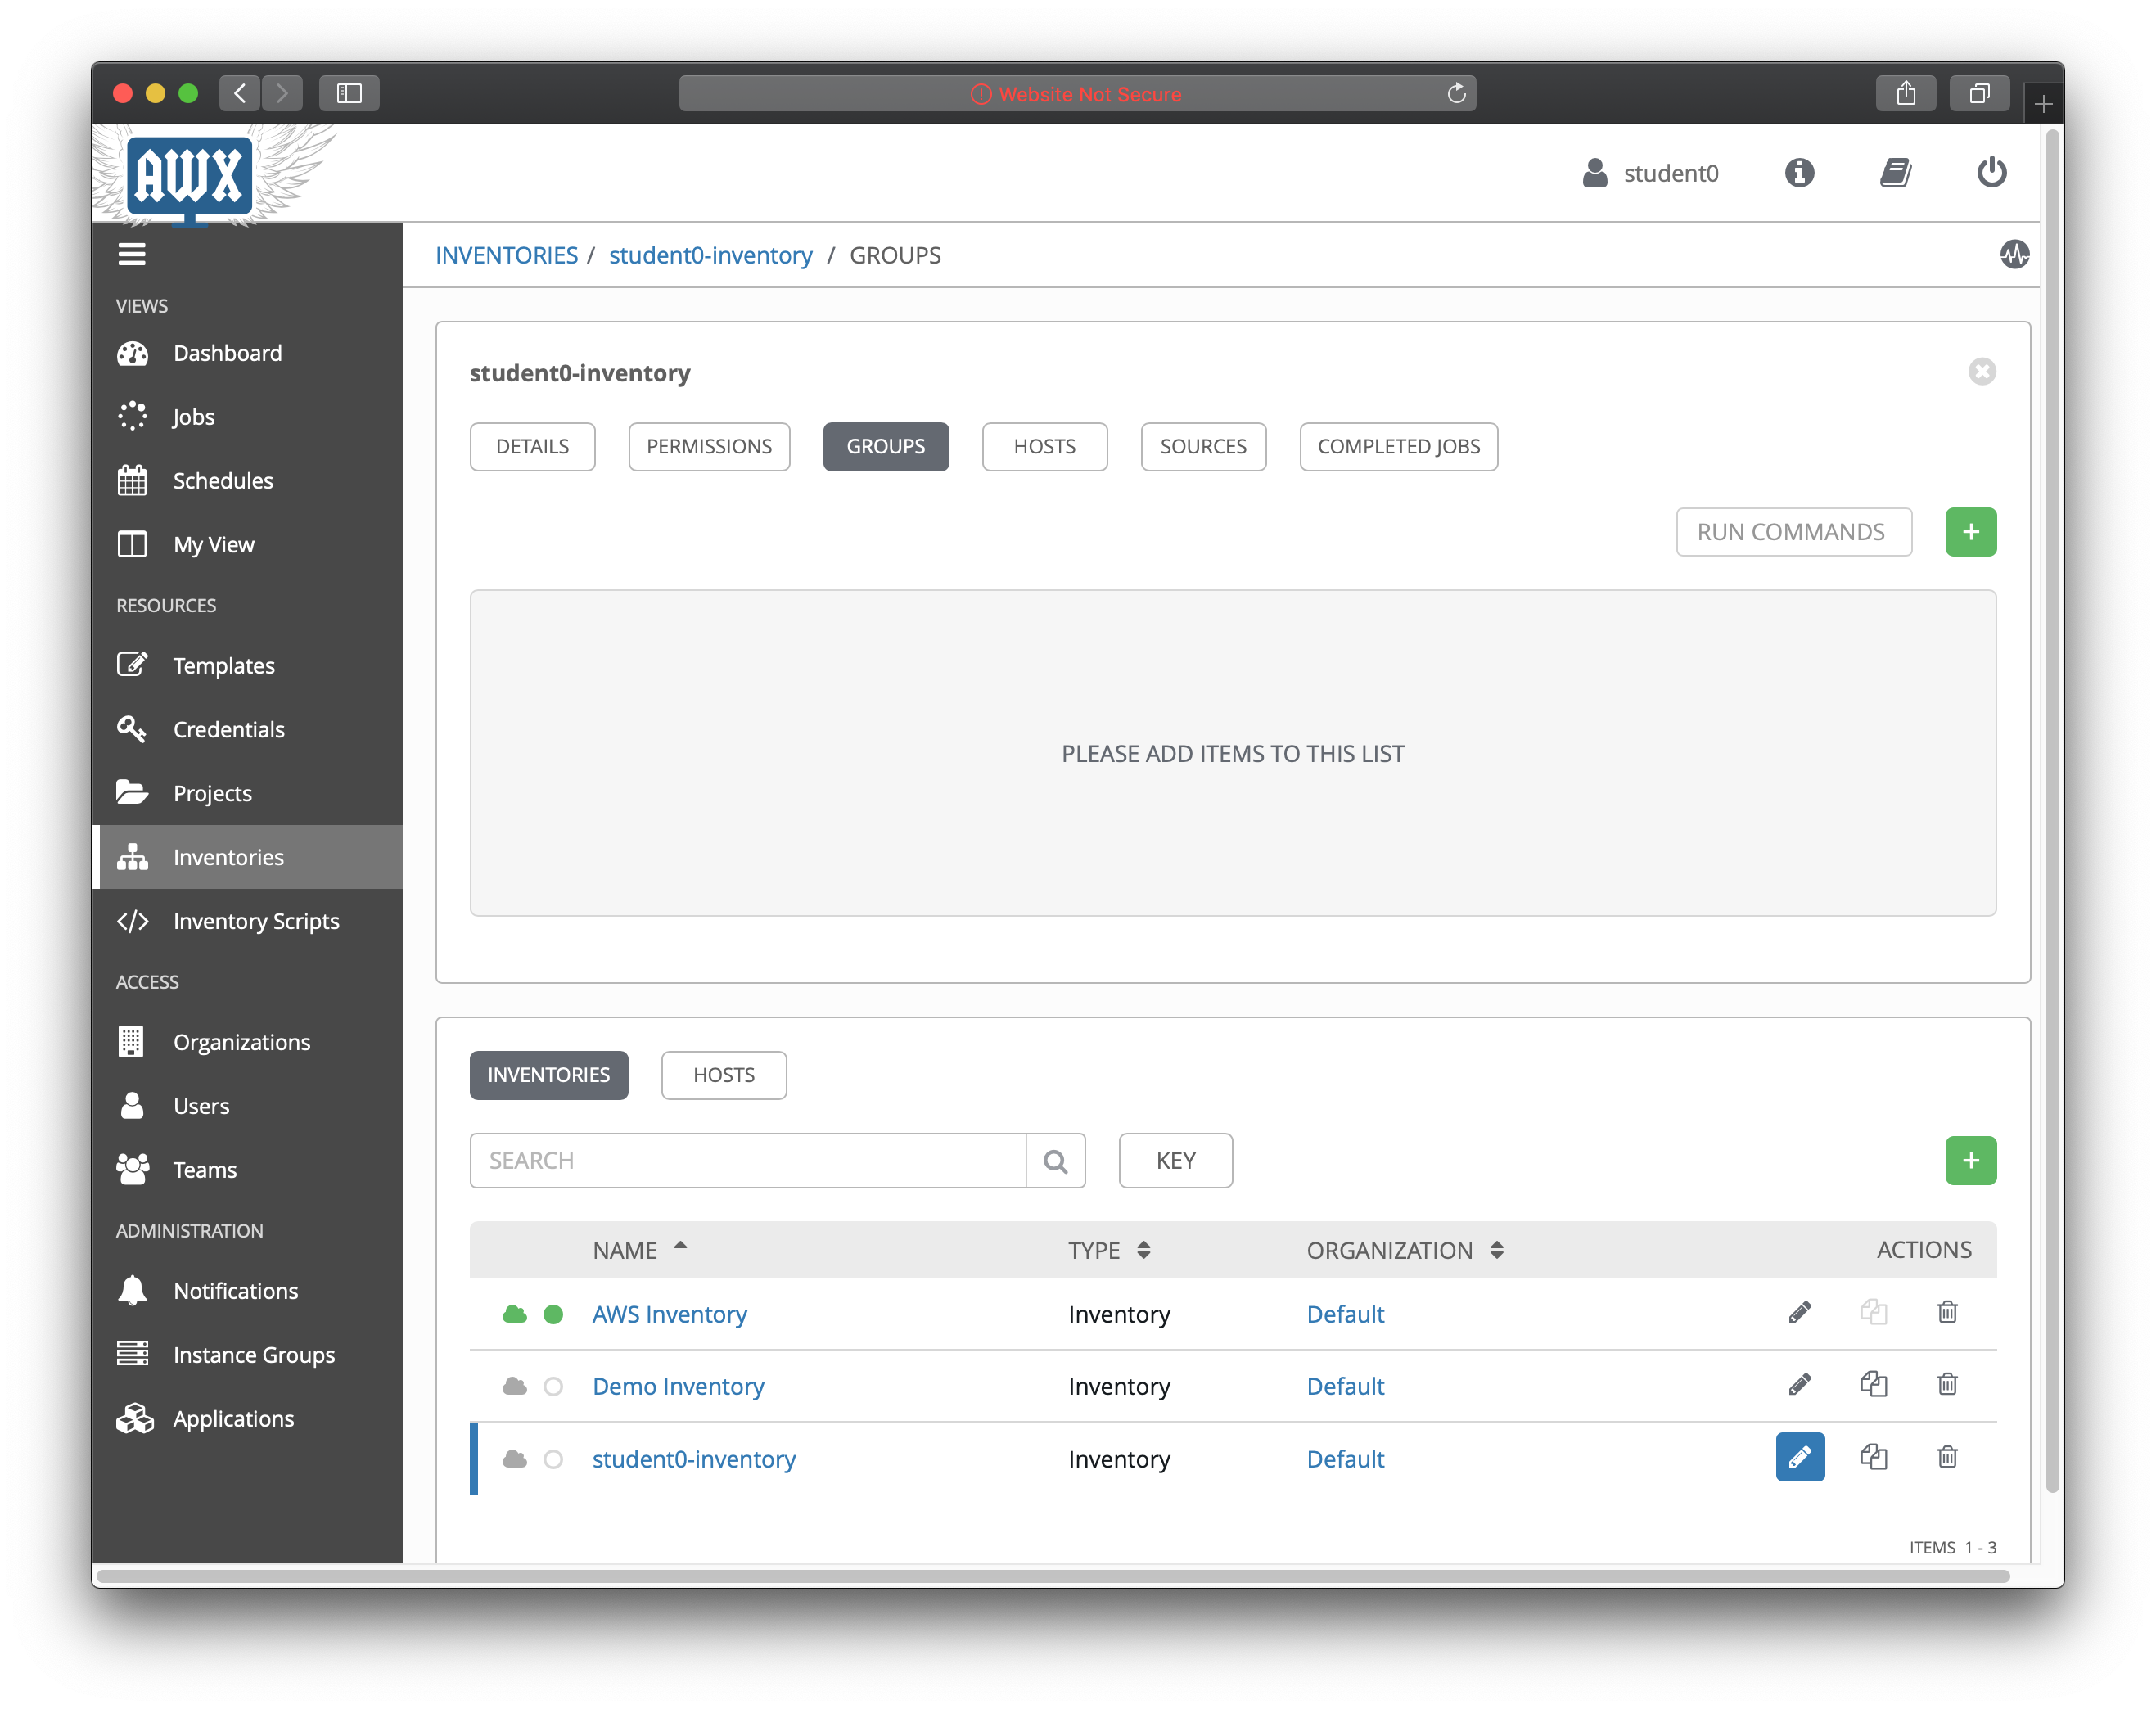 Website Not Secure
AWX
student0
INVENTORIES / student0-inventory / GROUPS
VIEWS
Dashboard
Jobs
Schedules
My View
RESOURCES
Templates
Credentials
Projects
Inventories
Inventory Scripts
ACCESS
Organizations
Users
Teams
ADMINISTRATION
Notifications
Instance Groups
Applications
student0-inventory
DETAILS PERMISSIONS GROUPS HOSTS SOURCES COMPLETED JOBS
RUN COMMANDS +
PLEASE ADD ITEMS TO THIS LIST
INVENTORIES HOSTS
SEARCH KEY +
NAME TYPE ORGANIZATION ACTIONS
AWS Inventory Inventory Default
Demo Inventory Inventory Default
student0-inventory Inventory Default
ITEMS 1 - 3